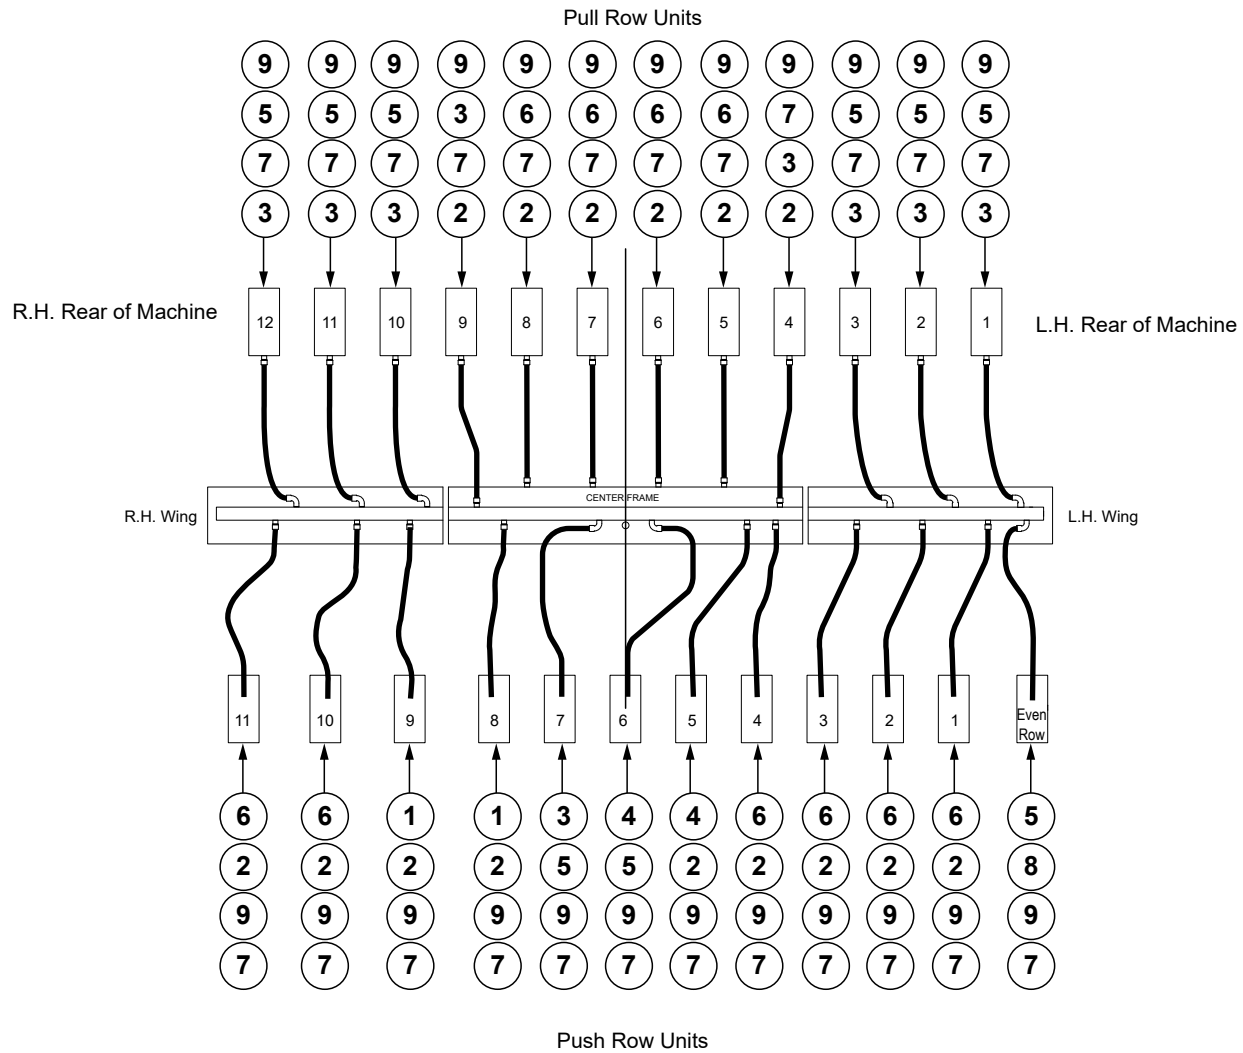 Pull Row Units
9 9 9 9 9 9 9 9 9 9 9 9
5 5 5 3 6 6 6 6 7 5 5 5
7 7 7 7 7 7 7 7 3 7 7 7
3 3 3 2 2 2 2 2 2 3 3 3
R.H. Rear of Machine
12 11 10 9 8 7 6 5 4 3 2 1
L.H. Rear of Machine
CENTER FRAME
R.H. Wing
L.H. Wing
11 10 9 8 7 6 5 4 3 2 1 Even
Row
6 6 1 1 3 4 4 6 6 6 6 5
2 2 2 2 5 5 2 2 2 2 2 8
9 9 9 9 9 9 9 9 9 9 9 9
7 7 7 7 7 7 7 7 7 7 7 7
Push Row Units